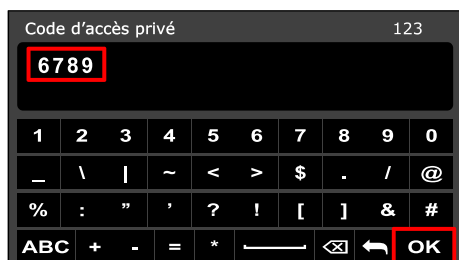 Code d'accès privé 123
6789
1 2 3 4 5 6 7 8 9 0
_ \ | ~ < > $ . / @
% : " ' ? ! [ ] & #
ABC + - = * OK